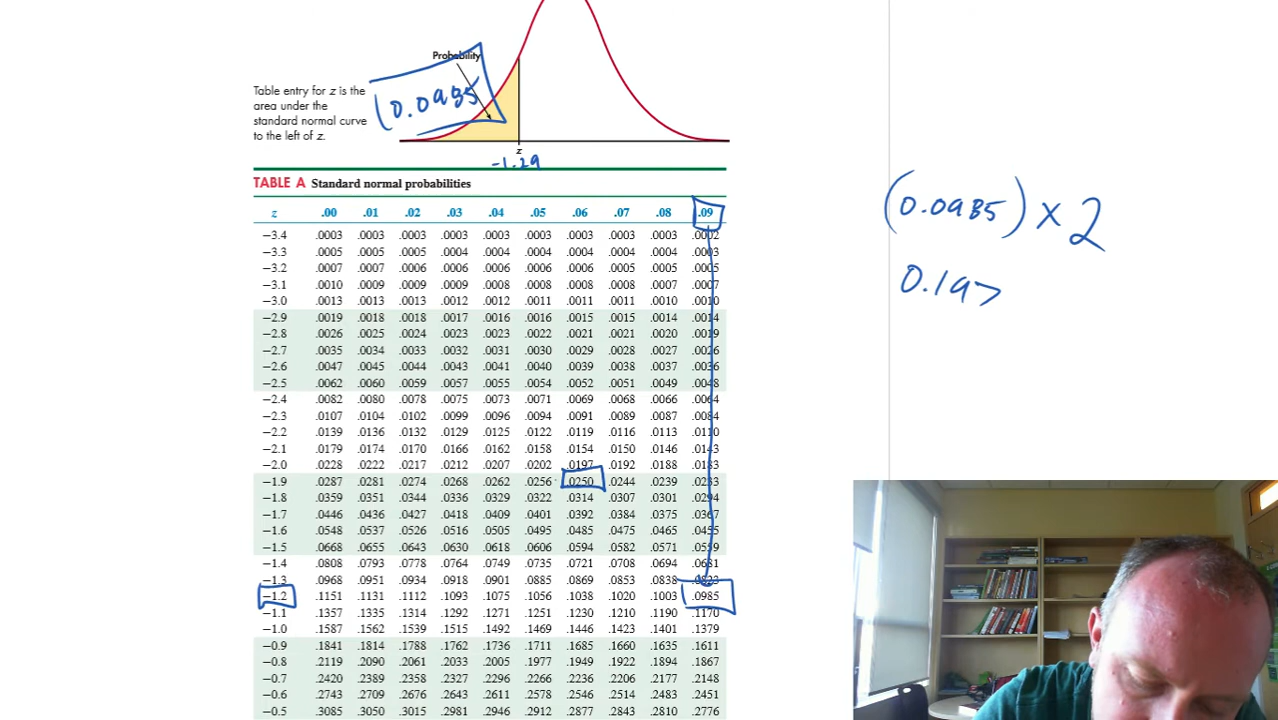 Probability
Table entry for z is the
area under the
standard normal curve
to the left of z.
(0.0985
z
-1.29
TABLE A Standard normal probabilities
z .00 .01 .02 .03 .04 .05 .06 .07 .08 .09
−3.4 .0003 .0003 .0003 .0003 .0003 .0003 .0003 .0003 .0003 .0002
−3.3 .0005 .0005 .0005 .0004 .0004 .0004 .0004 .0004 .0004 .0003
−3.2 .0007 .0007 .0006 .0006 .0006 .0006 .0006 .0005 .0005 .0005
−3.1 .0010 .0009 .0009 .0009 .0008 .0008 .0008 .0008 .0007 .0007
−3.0 .0013 .0013 .0013 .0012 .0012 .0011 .0011 .0011 .0010 .0010
−2.9 .0019 .0018 .0018 .0017 .0016 .0016 .0015 .0015 .0014 .0014
−2.8 .0026 .0025 .0024 .0023 .0023 .0022 .0021 .0021 .0020 .0019
−2.7 .0035 .0034 .0033 .0032 .0031 .0030 .0029 .0028 .0027 .0026
−2.6 .0047 .0045 .0044 .0043 .0041 .0040 .0039 .0038 .0037 .0036
−2.5 .0062 .0060 .0059 .0057 .0055 .0054 .0052 .0051 .0049 .0048
−2.4 .0082 .0080 .0078 .0075 .0073 .0071 .0069 .0068 .0066 .0064
−2.3 .0107 .0104 .0102 .0099 .0096 .0094 .0091 .0089 .0087 .0084
−2.2 .0139 .0136 .0132 .0129 .0125 .0122 .0119 .0116 .0113 .0110
−2.1 .0179 .0174 .0170 .0166 .0162 .0158 .0154 .0150 .0146 .0143
−2.0 .0228 .0222 .0217 .0212 .0207 .0202 .0197 .0192 .0188 .0183
−1.9 .0287 .0281 .0274 .0268 .0262 .0256 .0250 .0244 .0239 .0233
−1.8 .0359 .0351 .0344 .0336 .0329 .0322 .0314 .0307 .0301 .0294
−1.7 .0446 .0436 .0427 .0418 .0409 .0401 .0392 .0384 .0375 .0367
−1.6 .0548 .0537 .0526 .0516 .0505 .0495 .0485 .0475 .0465 .0455
−1.5 .0668 .0655 .0643 .0630 .0618 .0606 .0594 .0582 .0571 .0559
−1.4 .0808 .0793 .0778 .0764 .0749 .0735 .0721 .0708 .0694 .0681
−1.3 .0968 .0951 .0934 .0918 .0901 .0885 .0869 .0853 .0838 .0823
−1.2 .1151 .1131 .1112 .1093 .1075 .1056 .1038 .1020 .1003 .0985
−1.1 .1357 .1335 .1314 .1292 .1271 .1251 .1230 .1210 .1190 .1170
−1.0 .1587 .1562 .1539 .1515 .1492 .1469 .1446 .1423 .1401 .1379
−0.9 .1841 .1814 .1788 .1762 .1736 .1711 .1685 .1660 .1635 .1611
−0.8 .2119 .2090 .2061 .2033 .2005 .1977 .1949 .1922 .1894 .1867
−0.7 .2420 .2389 .2358 .2327 .2296 .2266 .2236 .2206 .2177 .2148
−0.6 .2743 .2709 .2676 .2643 .2611 .2578 .2546 .2514 .2483 .2451
−0.5 .3085 .3050 .3015 .2981 .2946 .2912 .2877 .2843 .2810 .2776
(0.0985) × 2
0.197